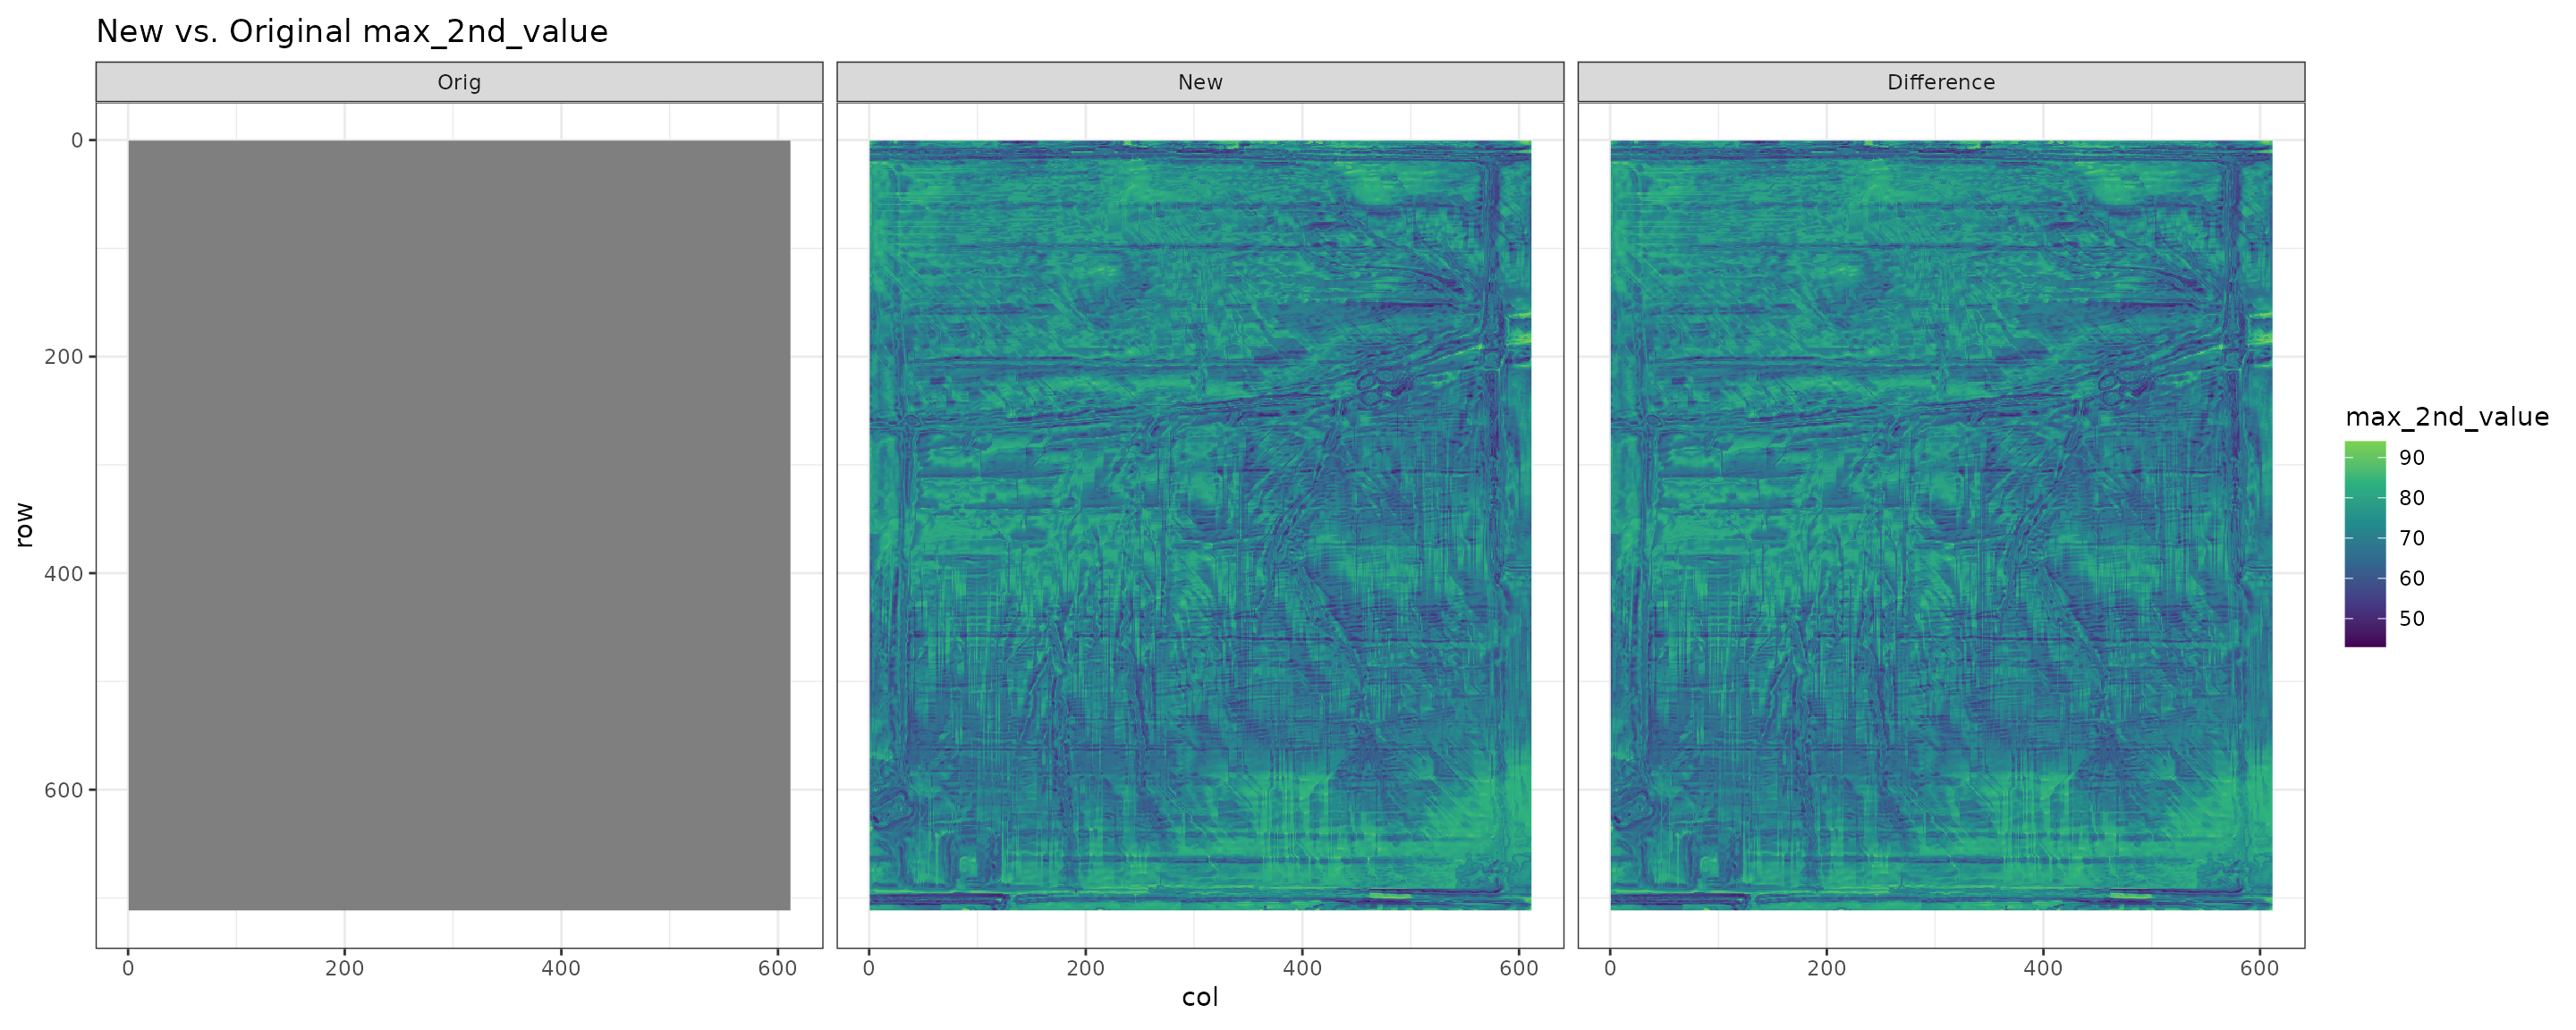 New vs. Original max_2nd_value
Orig New Difference
0
200
400
600
row
0 200 400 600 0 200 400 600 0 200 400 600
col
max_2nd_value
90
80
70
60
50